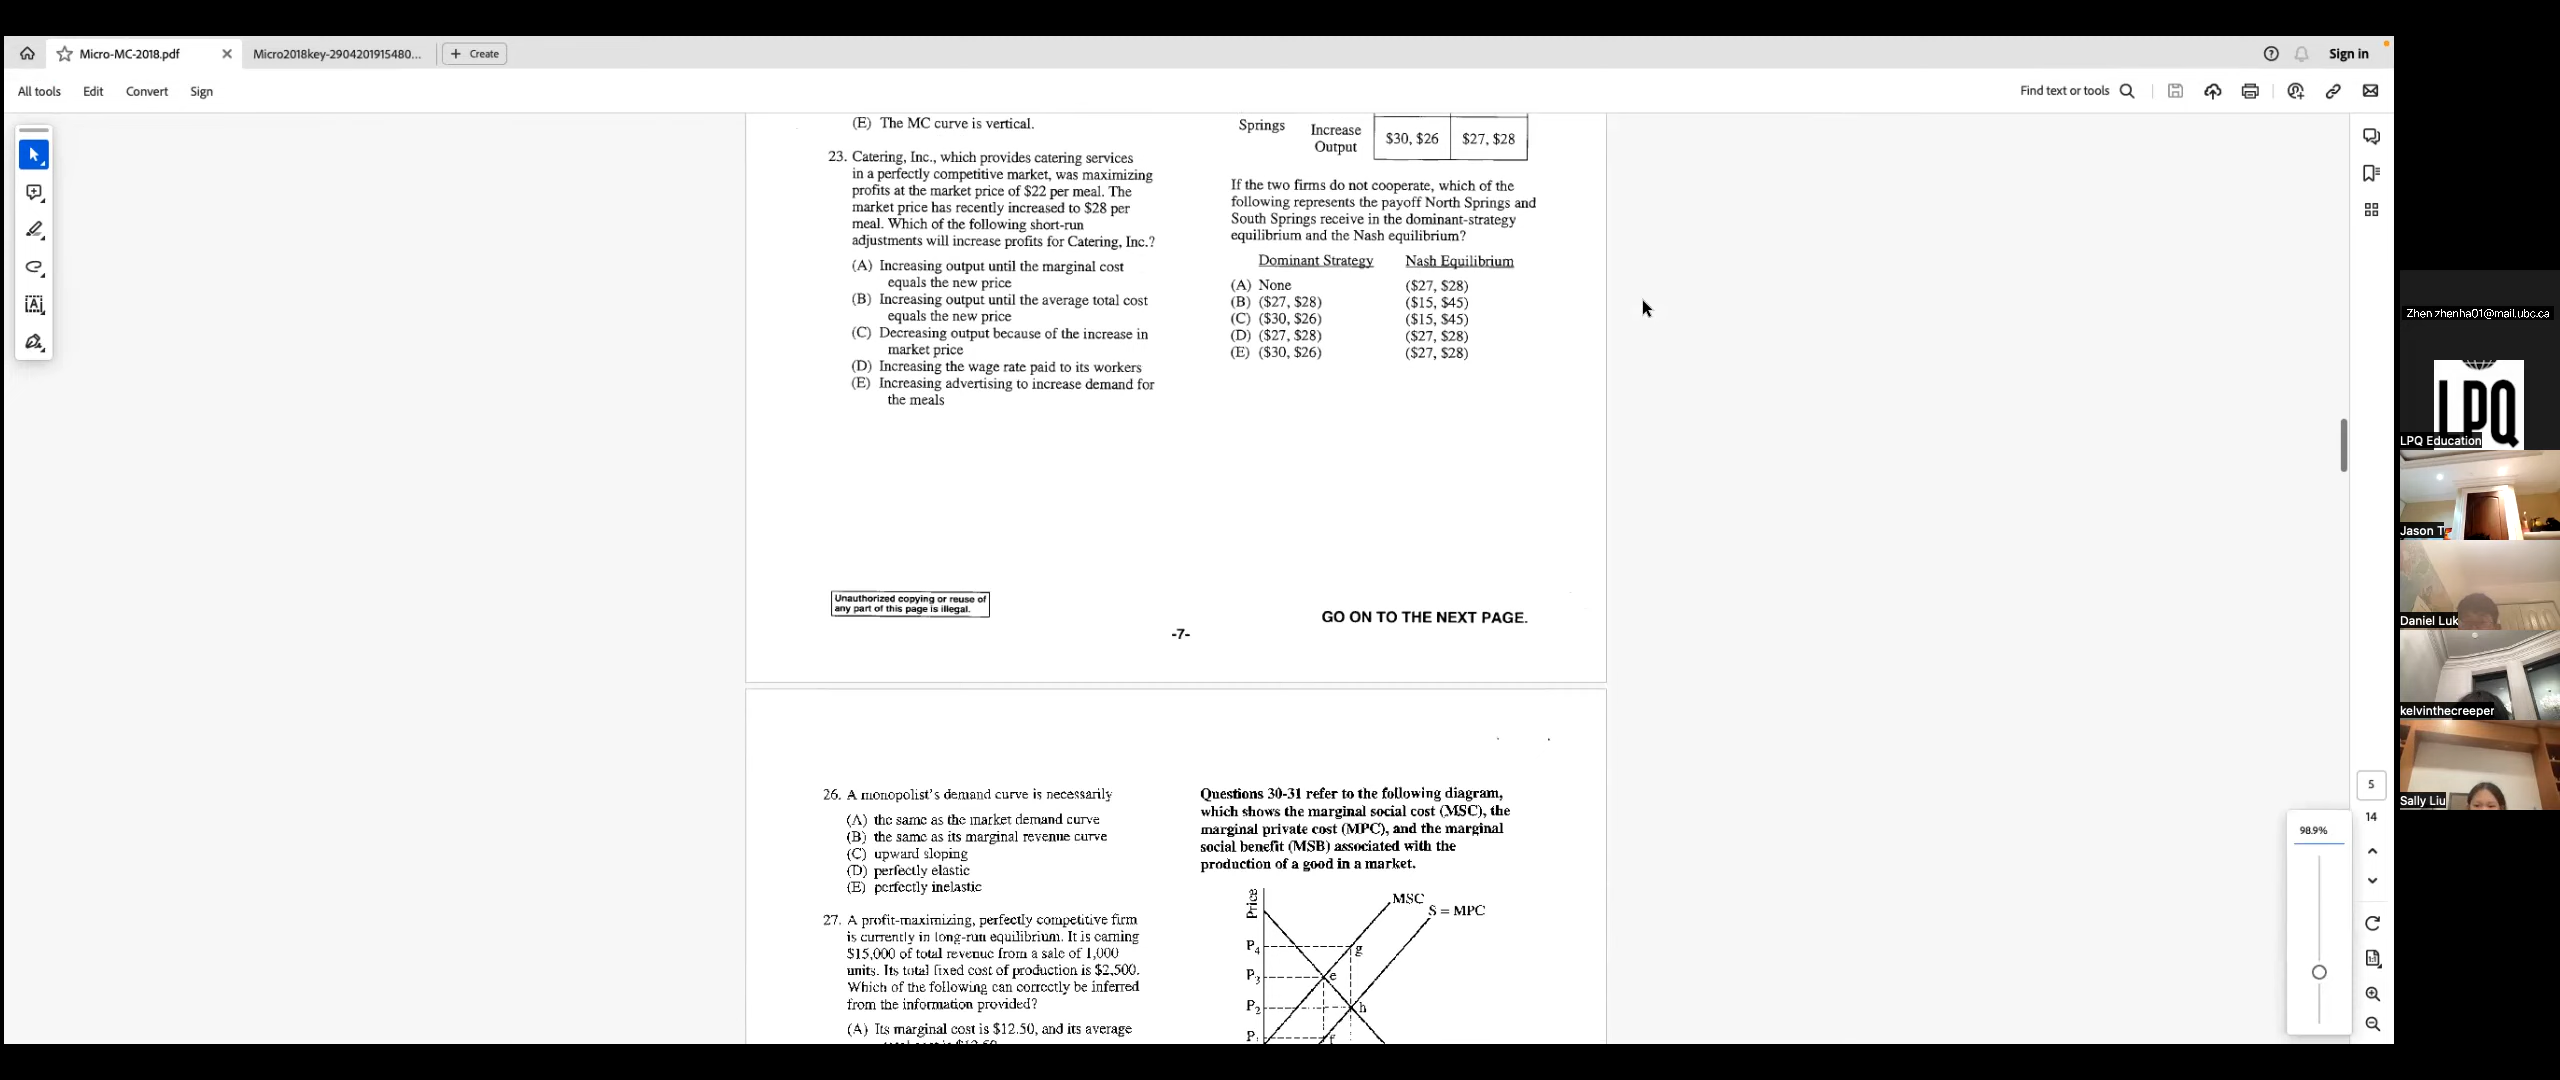 Micro-MC-2018.pdf
Micro2018key-2904201915480...
Create
Sign in
All tools
Edit
Convert
Sign
Find text or tools
(E) The MC curve is vertical.
23. Catering, Inc., which provides catering services
in a perfectly competitive market, was maximizing
profits at the market price of $22 per meal. The
market price has recently increased to $28 per
meal. Which of the following short-run
adjustments will increase profits for Catering, Inc.?
(A) Increasing output until the marginal cost
equals the new price
(B) Increasing output until the average total cost
equals the new price
(C) Decreasing output because of the increase in
market price
(D) Increasing the wage rate paid to its workers
(E) Increasing advertising to increase demand for
the meals
Springs
Increase
Output
$30, $26
$27, $28
If the two firms do not cooperate, which of the
following represents the payoff North Springs and
South Springs receive in the dominant-strategy
equilibrium and the Nash equilibrium?
Dominant Strategy Nash Equilibrium
(A) None ($27, $28)
(B) ($27, $28) ($15, $45)
(C) ($30, $26) ($15, $45)
(D) ($27, $28) ($27, $28)
(E) ($30, $26) ($27, $28)
Unauthorized copying or reuse of
any part of this page is illegal.
GO ON TO THE NEXT PAGE.
-7-
26. A monopolist's demand curve is necessarily
(A) the same as the market demand curve
(B) the same as its marginal revenue curve
(C) upward sloping
(D) perfectly elastic
(E) perfectly inelastic
27. A profit-maximizing, perfectly competitive firm
is currently in long-run equilibrium. It is earning
$15,000 of total revenue from a sale of 1,000
units. Its total fixed cost of production is $2,500.
Which of the following can correctly be inferred
from the information provided?
(A) Its marginal cost is $12.50, and its average
Questions 30-31 refer to the following diagram,
which shows the marginal social cost (MSC), the
marginal private cost (MPC), and the marginal
social benefit (MSB) associated with the
production of a good in a market.
Price
MSC
S = MPC
P4
g
P3
e
P2
h
P
f
5
14
98.9%
LPQ
LPQ Education
Jason T
Daniel Luk
kelvinthecreeper
Sally Liu